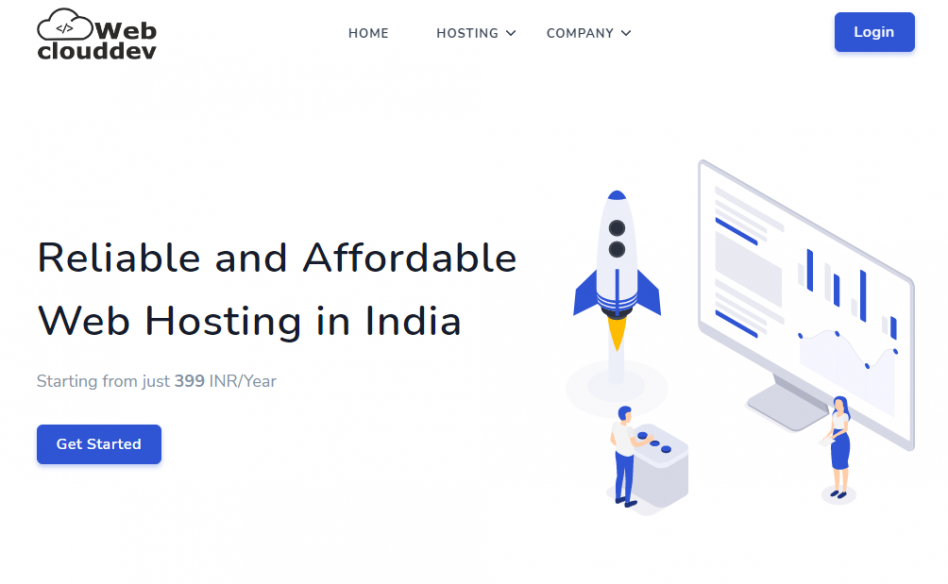 </> Web
clouddev
HOME
HOSTING
COMPANY
Login
Reliable and Affordable
Web Hosting in India
Starting from just 399 INR/Year
Get Started